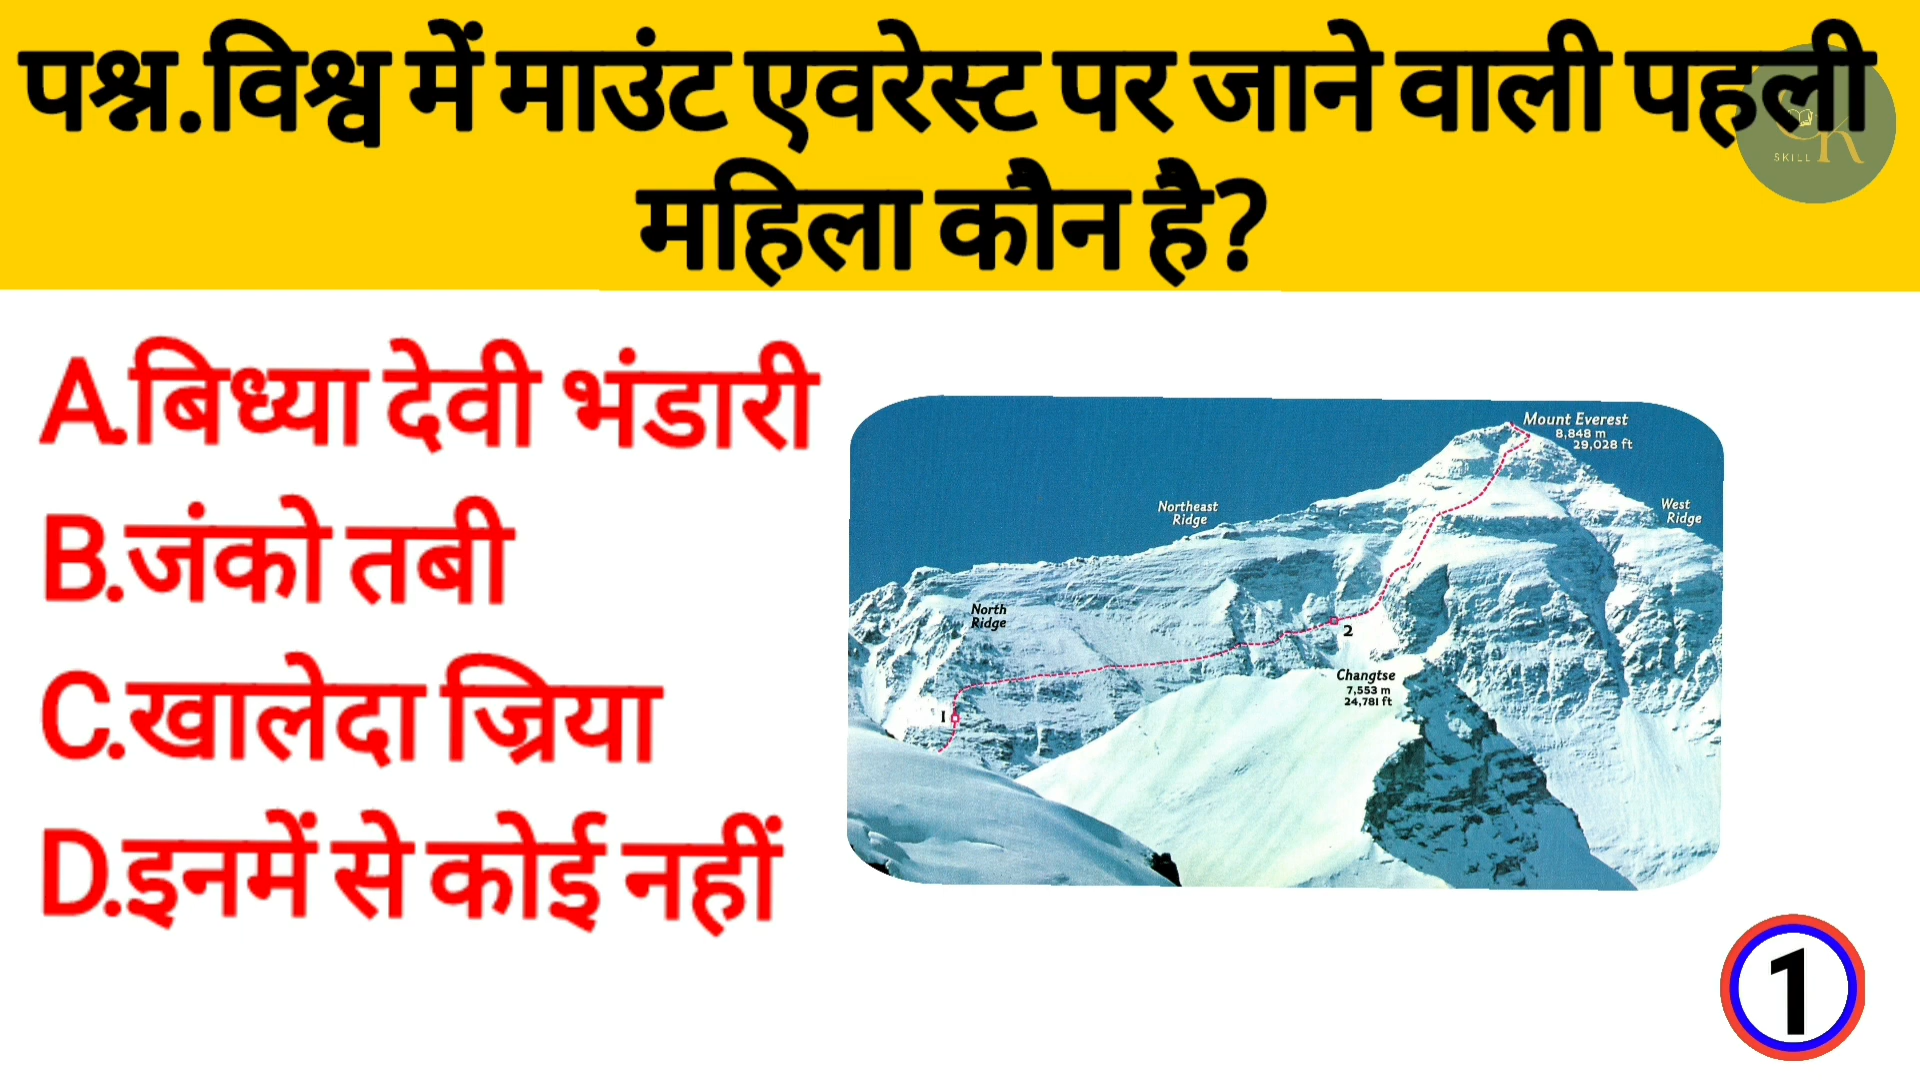 पश्न.विश्व में माउंट एवरेस्ट पर जाने वाली पहली
महिला कौन है?
SKILL
A.बिध्या देवी भंडारी
B.जंको तबी
C.खालेदा ज्रिया
D.इनमें से कोई नहीं
Mount Everest
8,848 m
29,028 ft
Northeast
Ridge
West
Ridge
North
Ridge
2
Changtse
7,553 m
24,781 ft
1
1